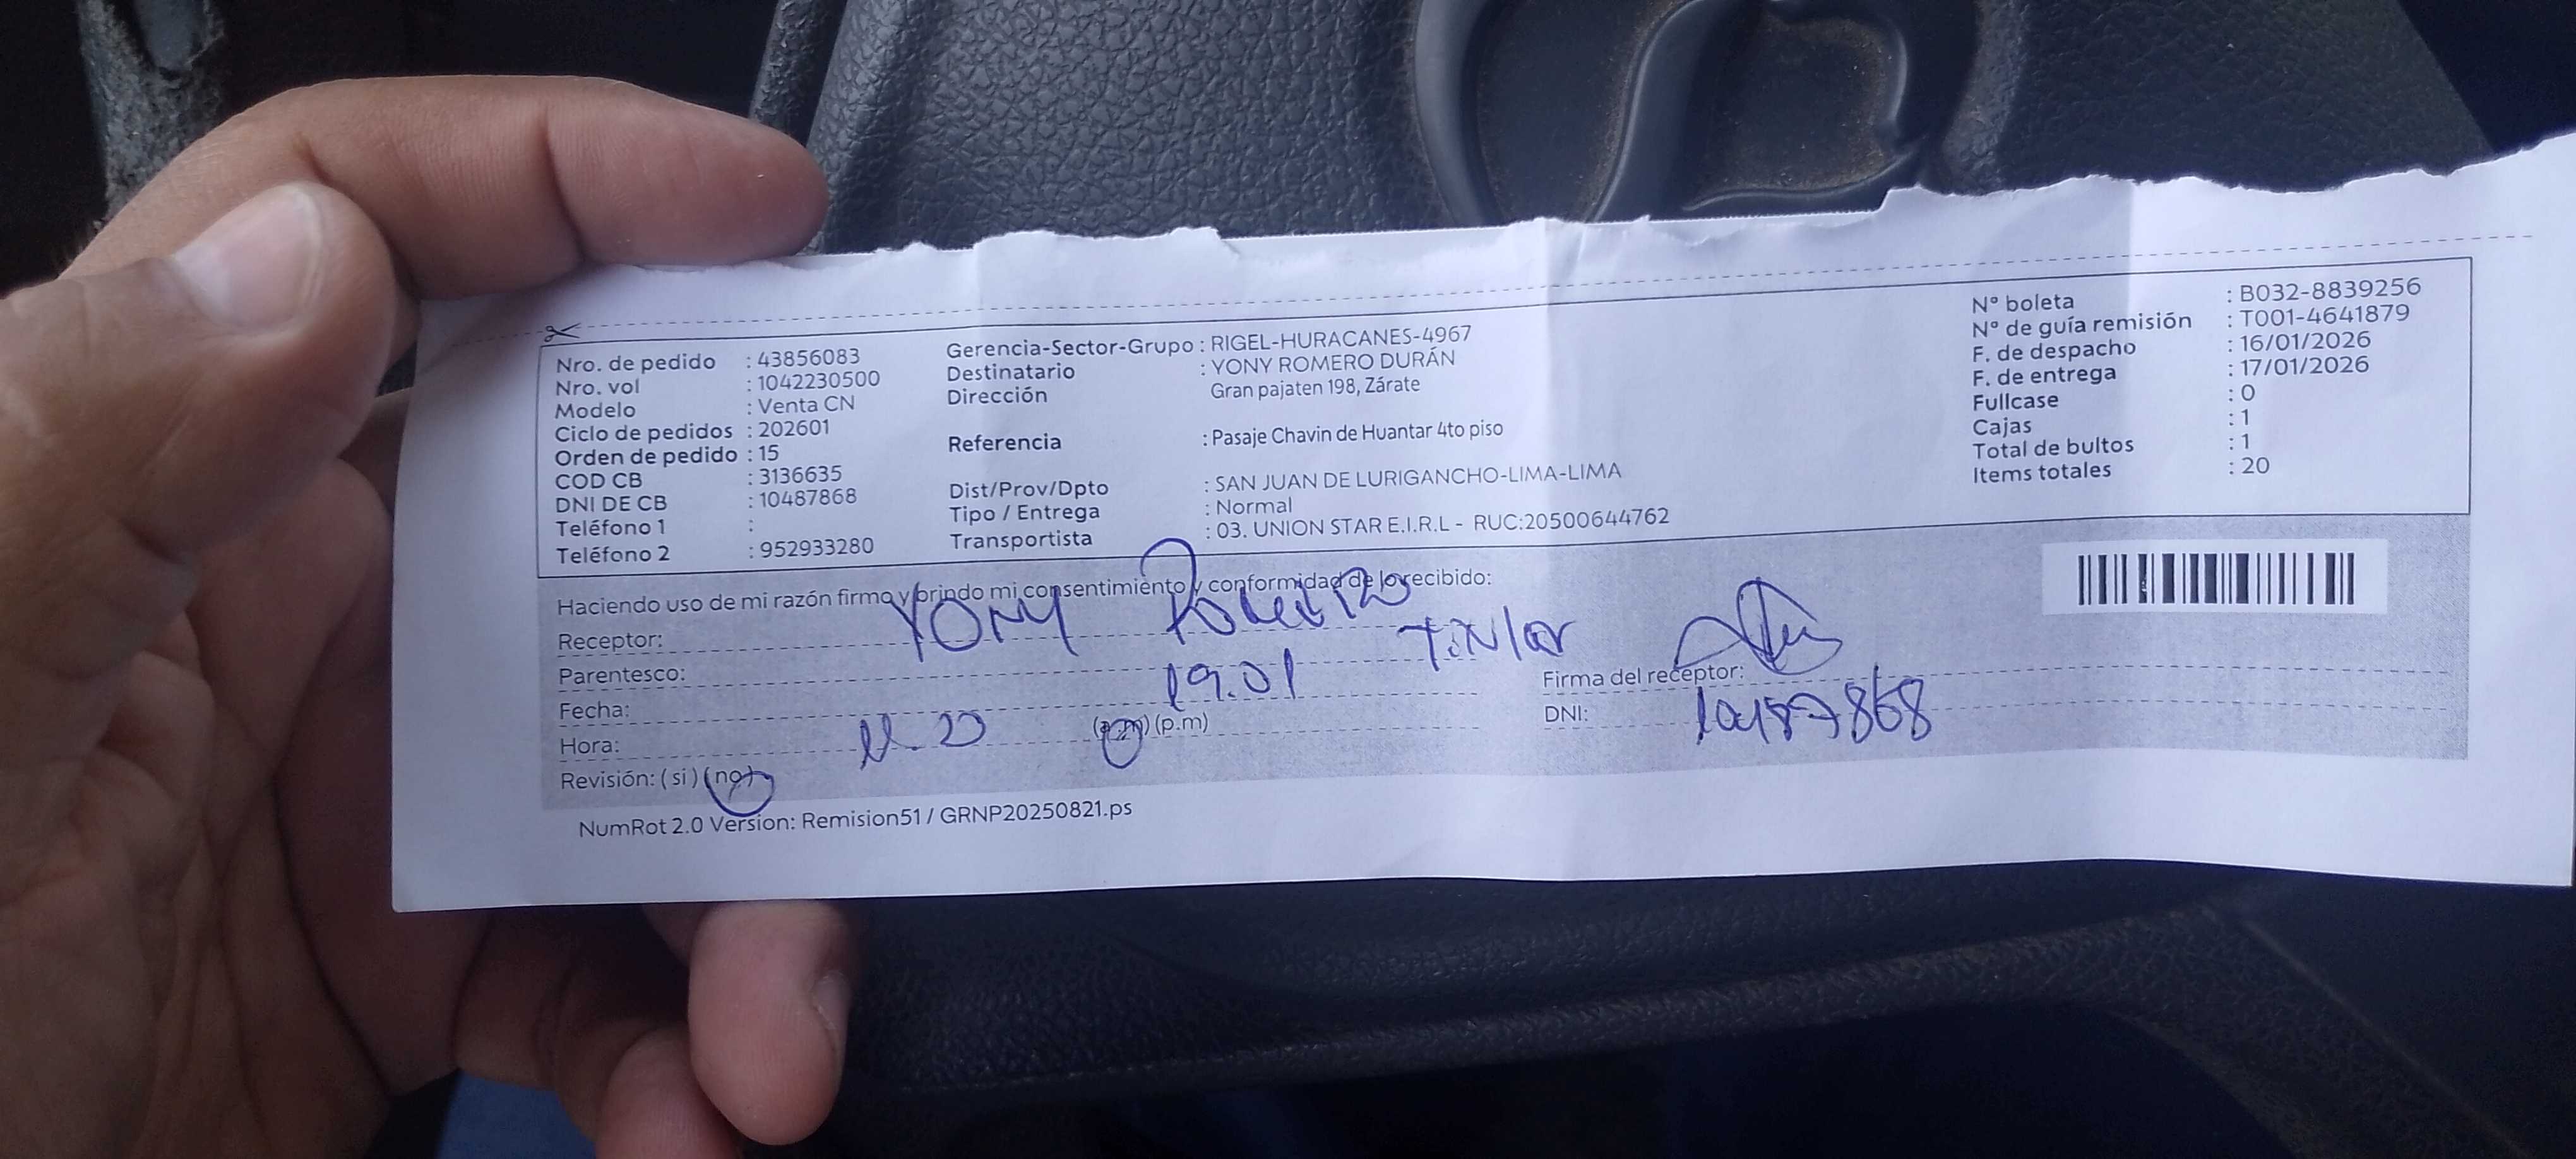 Nro. de pedido : 43856083
Nro. vol : 1042230500
Modelo : Venta CN
Ciclo de pedidos : 202601
Orden de pedido : 15
COD CB : 3136635
DNI DE CB : 10487868
Teléfono 1 :
Teléfono 2 : 952933280
Gerencia-Sector-Grupo : RIGEL-HURACANES-4967
Destinatario : YONY ROMERO DURÁN
Dirección Gran pajaten 198, Zárate
Referencia : Pasaje Chavin de Huantar 4to piso
Dist/Prov/Dpto : SAN JUAN DE LURIGANCHO-LIMA-LIMA
Tipo / Entrega : Normal
Transportista : 03. UNION STAR E.I.R.L - RUC:20500644762
Nº boleta : B032-8839256
Nº de guía remisión : T001-4641879
F. de despacho : 16/01/2026
F. de entrega : 17/01/2026
Fullcase : 0
Cajas : 1
Total de bultos : 1
Items totales : 20
Haciendo uso de mi razón firmo y brindo mi consentimiento y conformidad de lo recibido:
Receptor: YONY
Parentesco: Titular
Fecha: 19.01
Hora: (a.m) (p.m)
Revisión: (si) (no)
Firma del receptor:
DNI: 10487868
NumRot 2.0 Version: Remision51 / GRNP20250821.ps